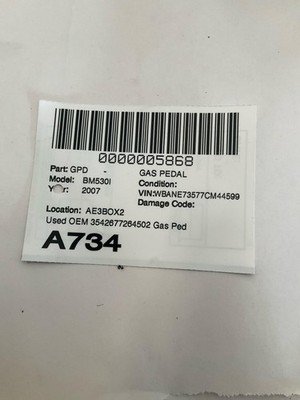 0000005868
Part: GPD - GAS PEDAL
Model: BM530I Condition:
Year: 2007 VIN:WBANE73577CM44599
Damage Code:
Location: AE3BOX2
Used OEM 3542677264502 Gas Ped
A734